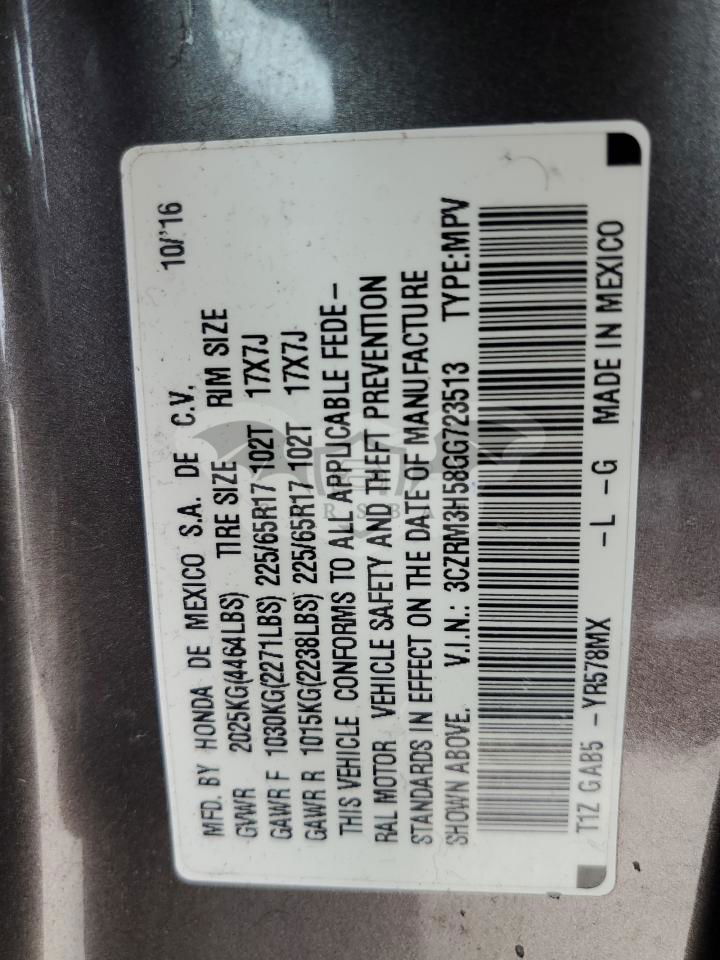 MFD. BY HONDA DE MEXICO S.A. DE C.V. 10/'16
GVWR 2025KG(4464LBS) TIRE SIZE RIM SIZE
GAWR F 1030KG(2271LBS) 225/65R17 102T 17X7J
GAWR R 1015KG(2238LBS) 225/65R17 102T 17X7J
THIS VEHICLE CONFORMS TO ALL APPLICABLE FEDE-
RAL MOTOR VEHICLE SAFETY AND THEFT PREVENTION
STANDARDS IN EFFECT ON THE DATE OF MANUFACTURE
SHOWN ABOVE. V.I.N.: 3CZRM3H58GG723513 TYPE:MPV
T1Z GAB5 -YR578MX -L -G MADE IN MEXICO